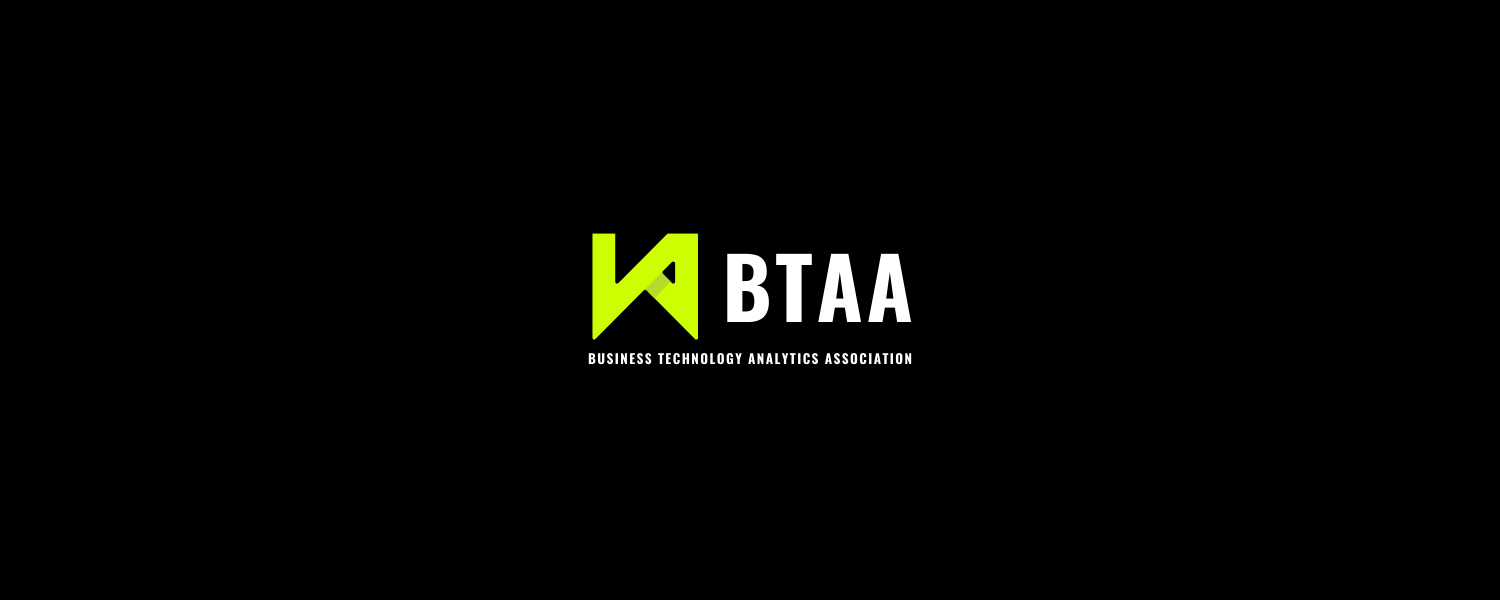 BTAA
BUSINESS TECHNOLOGY ANALYTICS ASSOCIATION